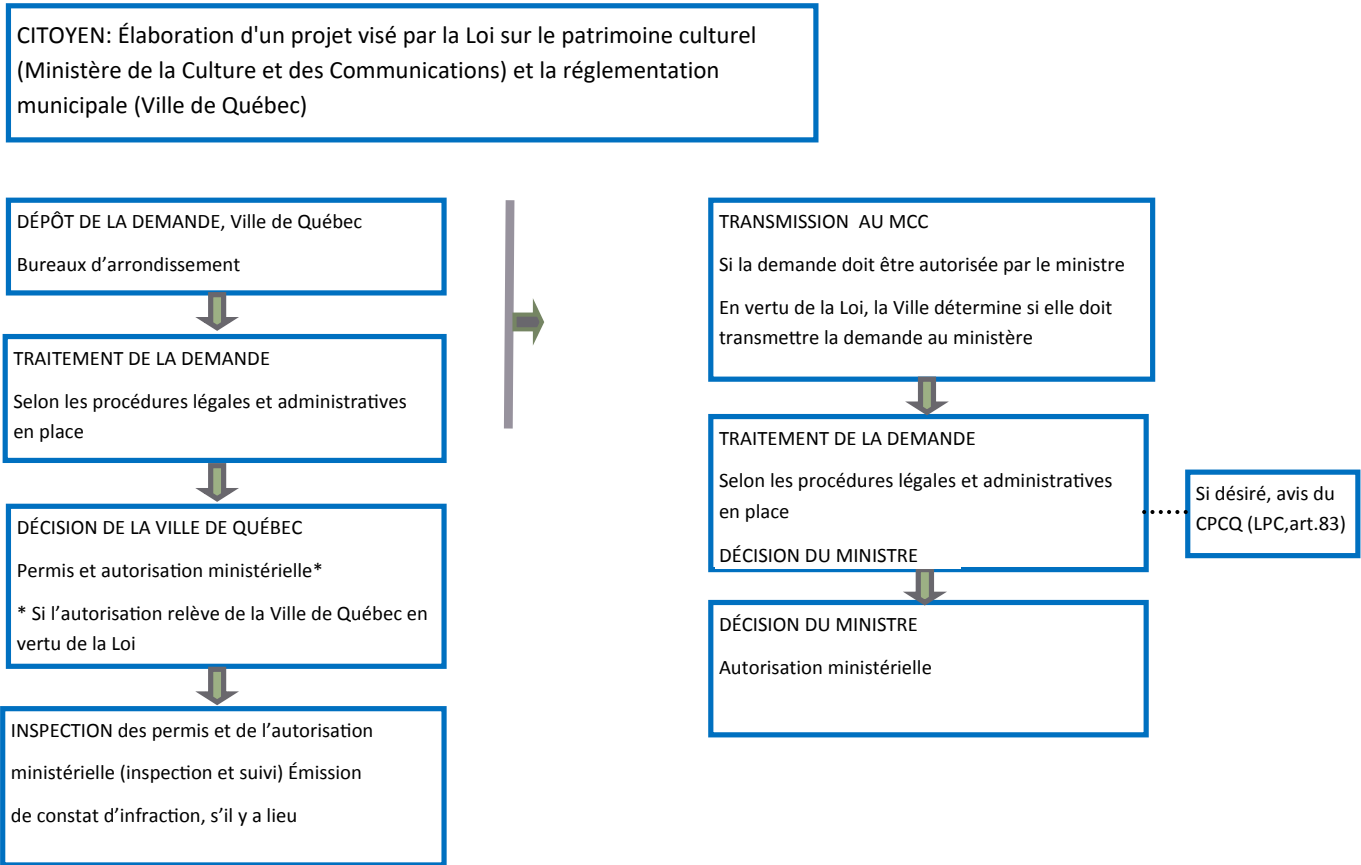 CITOYEN: Élaboration d'un projet visé par la Loi sur le patrimoine culturel
(Ministère de la Culture et des Communications) et la réglementation
municipale (Ville de Québec)
DÉPÔT DE LA DEMANDE, Ville de Québec
Bureaux d’arrondissement
TRAITEMENT DE LA DEMANDE
Selon les procédures légales et administratives
en place
DÉCISION DE LA VILLE DE QUÉBEC
Permis et autorisation ministérielle*
* Si l’autorisation relève de la Ville de Québec en
vertu de la Loi
INSPECTION des permis et de l’autorisation
ministérielle (inspection et suivi) Émission
de constat d’infraction, s’il y a lieu
TRANSMISSION AU MCC
Si la demande doit être autorisée par le ministre
En vertu de la Loi, la Ville détermine si elle doit
transmettre la demande au ministère
TRAITEMENT DE LA DEMANDE
Selon les procédures légales et administratives
en place
DÉCISION DU MINISTRE
Si désiré, avis du
CPCQ (LPC,art.83)
DÉCISION DU MINISTRE
Autorisation ministérielle